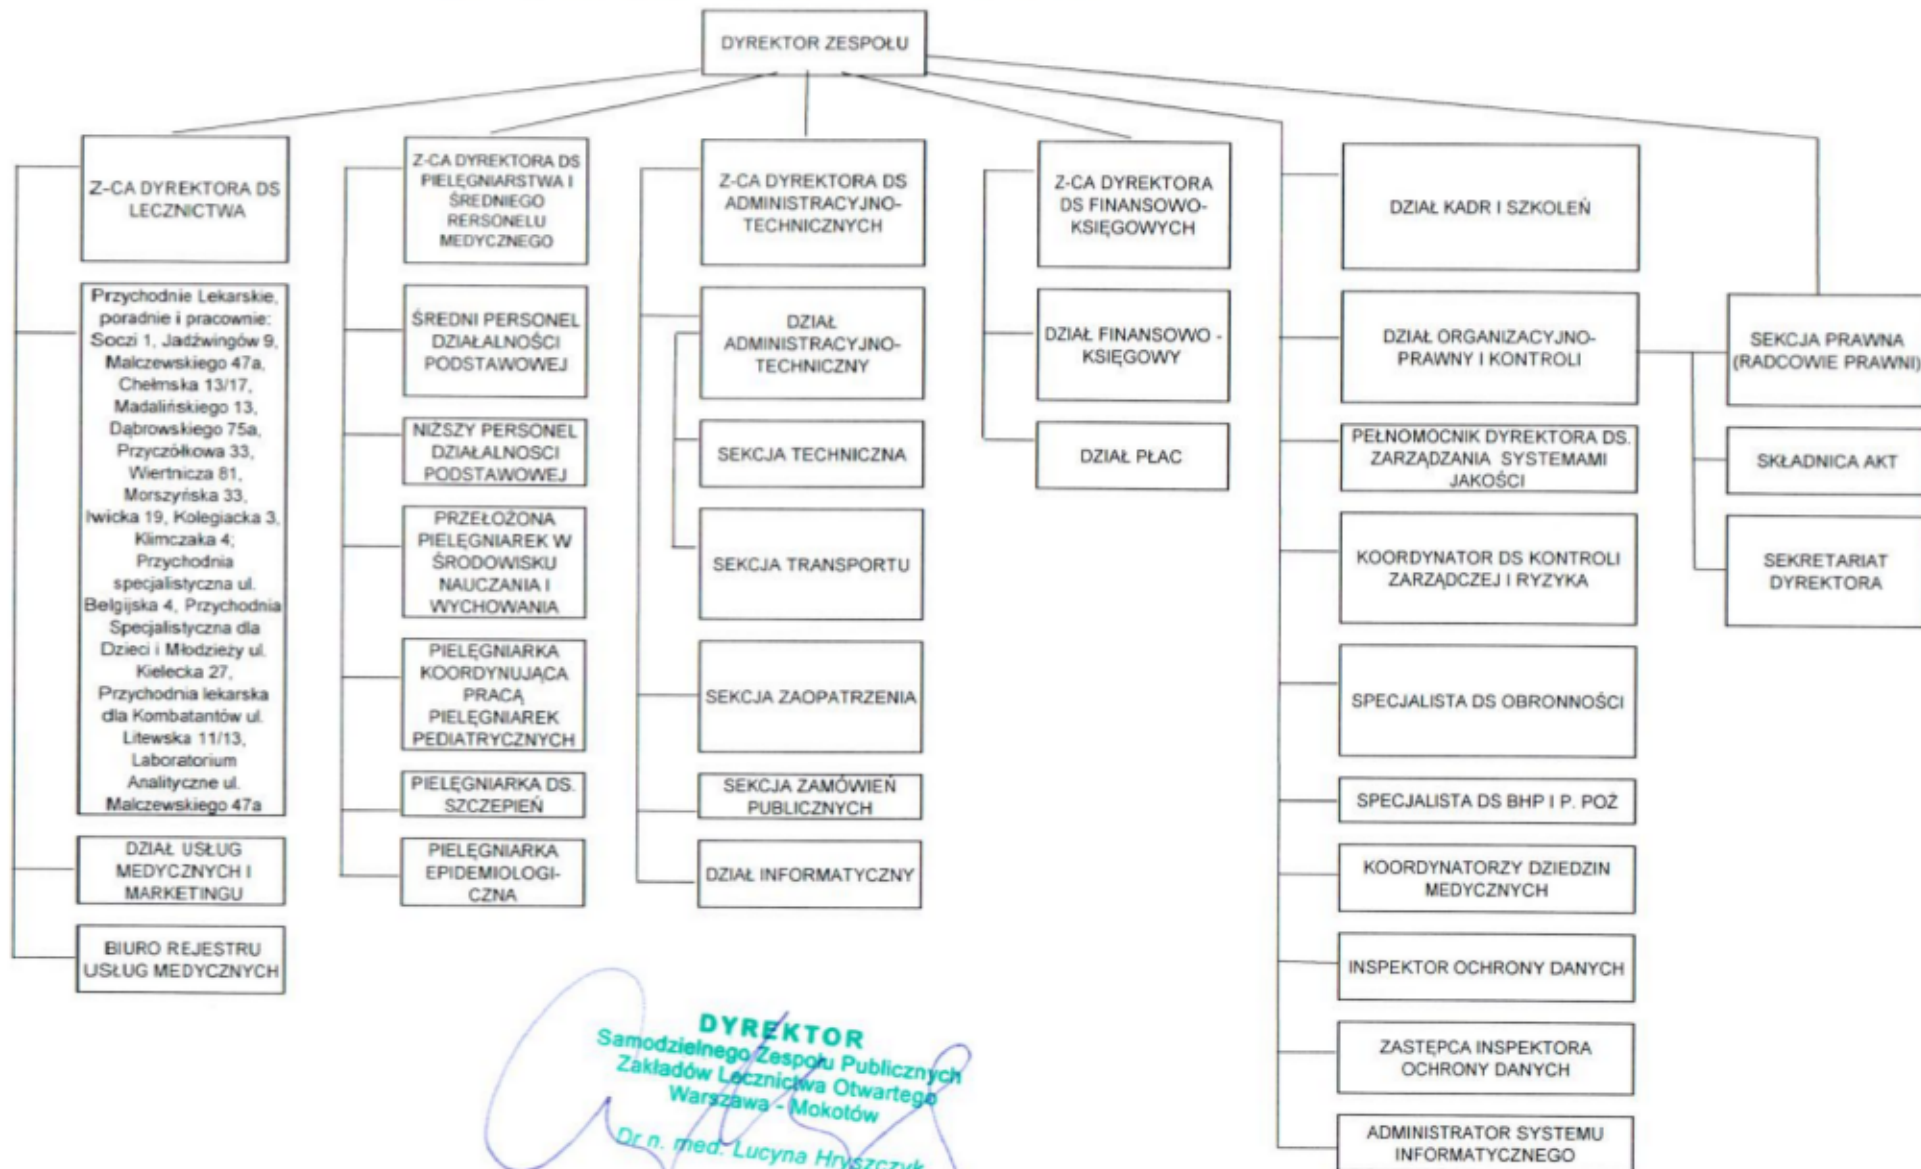 DYREKTOR ZESPOŁU
Z-CA DYREKTORA DS
LECZNICTWA
Przychodnie Lekarskie,
poradnie i pracownie:
Soczi 1, Jadźwingów 9,
Malczewskiego 47a,
Chełmska 13/17,
Madalińskiego 13,
Dąbrowskiego 75a,
Przyczółkowa 33,
Wiertnicza 81,
Morszyńska 33,
Iwicka 19, Kolegiacka 3,
Klimczaka 4;
Przychodnia
specjalistyczna ul.
Belgijska 4, Przychodnia
Specjalistyczna dla
Dzieci i Młodzieży ul.
Kielecka 27,
Przychodnia lekarska
dla Kombatantów ul.
Litewska 11/13,
Laboratorium
Analityczne ul.
Malczewskiego 47a
DZIAŁ USŁUG
MEDYCZNYCH I
MARKETINGU
BIURO REJESTRU
USŁUG MEDYCZNYCH
Z-CA DYREKTORA DS
PIELĘGNIARSTWA I
ŚREDNIEGO
RERSONELU
MEDYCZNEGO
ŚREDNI PERSONEL
DZIAŁALNOŚCI
PODSTAWOWEJ
NIŻSZY PERSONEL
DZIAŁALNOSCI
PODSTAWOWEJ
PRZEŁOŻONA
PIELĘGNIAREK W
ŚRODOWISKU
NAUCZANIA I
WYCHOWANIA
PIELĘGNIARKA
KOORDYNUJĄCA
PRACĄ
PIELĘGNIAREK
PEDIATRYCZNYCH
PIELĘGNIARKA DS.
SZCZEPIEŃ
PIELĘGNIARKA
EPIDEMIOLOGI-
CZNA
Z-CA DYREKTORA DS
ADMINISTRACYJNO-
TECHNICZNYCH
DZIAŁ
ADMINISTRACYJNO-
TECHNICZNY
SEKCJA TECHNICZNA
SEKCJA TRANSPORTU
SEKCJA ZAOPATRZENIA
SEKCJA ZAMÓWIEŃ
PUBLICZNYCH
DZIAŁ INFORMATYCZNY
Z-CA DYREKTORA
DS FINANSOWO-
KSIĘGOWYCH
DZIAŁ FINANSOWO -
KSIĘGOWY
DZIAŁ PŁAC
DZIAŁ KADR I SZKOLEŃ
DZIAŁ ORGANIZACYJNO-
PRAWNY I KONTROLI
PEŁNOMOCNIK DYREKTORA DS.
ZARZĄDZANIA SYSTEMAMI
JAKOŚCI
KOORDYNATOR DS KONTROLI
ZARZĄDCZEJ I RYZYKA
SPECJALISTA DS OBRONNOŚCI
SPECJALISTA DS BHP I P. POŻ
KOORDYNATORZY DZIEDZIN
MEDYCZNYCH
INSPEKTOR OCHRONY DANYCH
ZASTĘPCA INSPEKTORA
OCHRONY DANYCH
ADMINISTRATOR SYSTEMU
INFORMATYCZNEGO
SEKCJA PRAWNA
(RADCOWIE PRAWNI)
SKŁADNICA AKT
SEKRETARIAT
DYREKTORA
DYREKTOR
Samodzielnego Zespołu Publicznych
Zakładów Lecznictwa Otwartego
Warszawa - Mokotów
Dr n. med. Lucyna Hryszczyk